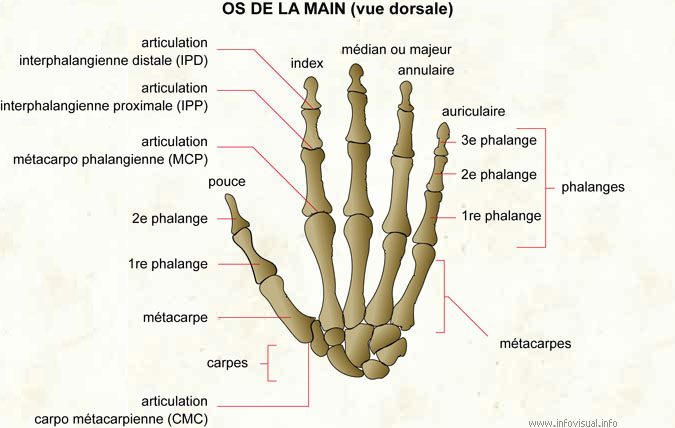 OS DE LA MAIN (vue dorsale)
articulation
interphalangienne distale (IPD)
articulation
interphalangienne proximale (IPP)
articulation
métacarpo phalangienne (MCP)
index
médian ou majeur
annulaire
auriculaire
3e phalange
2e phalange
1re phalange
phalanges
pouce
2e phalange
1re phalange
métacarpe
métacarpes
carpes
articulation
carpo métacarpienne (CMC)
www.infovisual.info